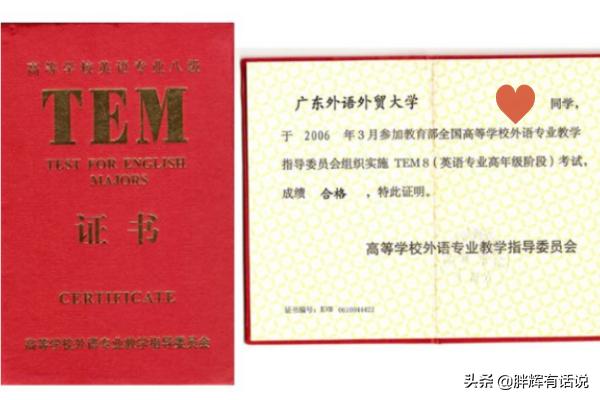 高等学校英语专业八级
TEM
TEST FOR ENGLISH
MAJORS
证书
CERTIFICATE
高等学校外语专业教学指导委员会
广东外语外贸大学 同学,
于 2006 年3月参加教育部全国高等学校外语专业教学
指导委员会组织实施 TEM8(英语专业高年级阶段)考试,
成绩 合格 ,特此证明。
高等学校外语专业教学指导委员会
证书编号:
0610044422
头条 @胖辉有话说